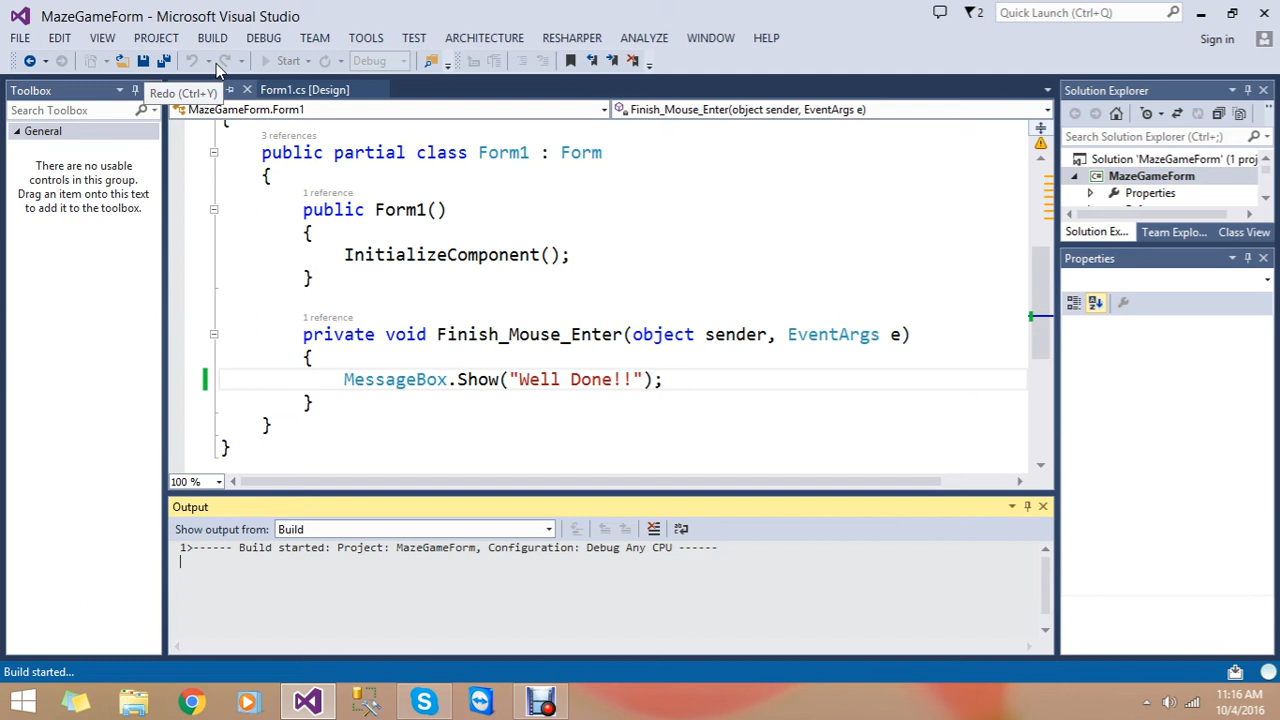 MazeGameForm - Microsoft Visual Studio
2
Quick Launch (Ctrl+Q)
FILE EDIT VIEW PROJECT BUILD DEBUG TEAM TOOLS TEST ARCHITECTURE RESHARPER ANALYZE WINDOW HELP
Sign in
Start Debug
Toolbox
Redo (Ctrl+Y)
Form1.cs [Design]
Solution Explorer
Search Toolbox
MazeGameForm.Form1
Finish_Mouse_Enter(object sender, EventArgs e)
General
There are no usable
controls in this group.
Drag an item onto this text
to add it to the toolbox.
{
3 references
public partial class Form1 : Form
{
1 reference
public Form1()
{
InitializeComponent();
}
1 reference
private void Finish_Mouse_Enter(object sender, EventArgs e)
{
MessageBox.Show("Well Done!!");
}
}
}
100 %
Search Solution Explorer (Ctrl+;)
Solution 'MazeGameForm' (1 proj
MazeGameForm
Properties
Solution Ex... Team Explo... Class View
Properties
Output
Show output from: Build
1>------ Build started: Project: MazeGameForm, Configuration: Debug Any CPU ------
Build started...
11:16 AM
10/4/2016